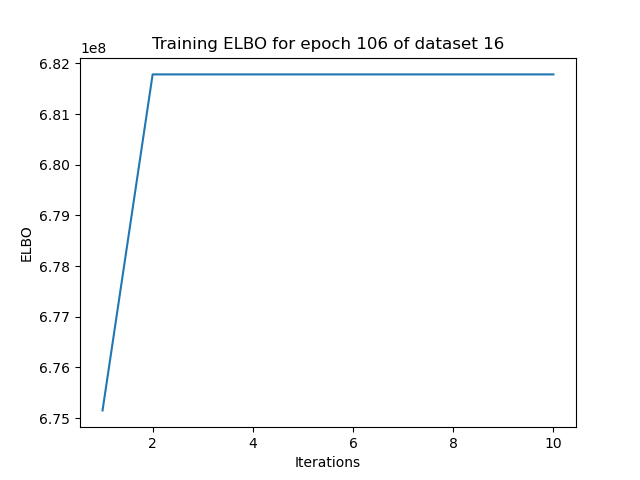 Training ELBO for epoch 106 of dataset 16
1e8
6.82
6.81
6.80
6.79
6.78
6.77
6.76
6.75
ELBO
2 4 6 8 10
Iterations